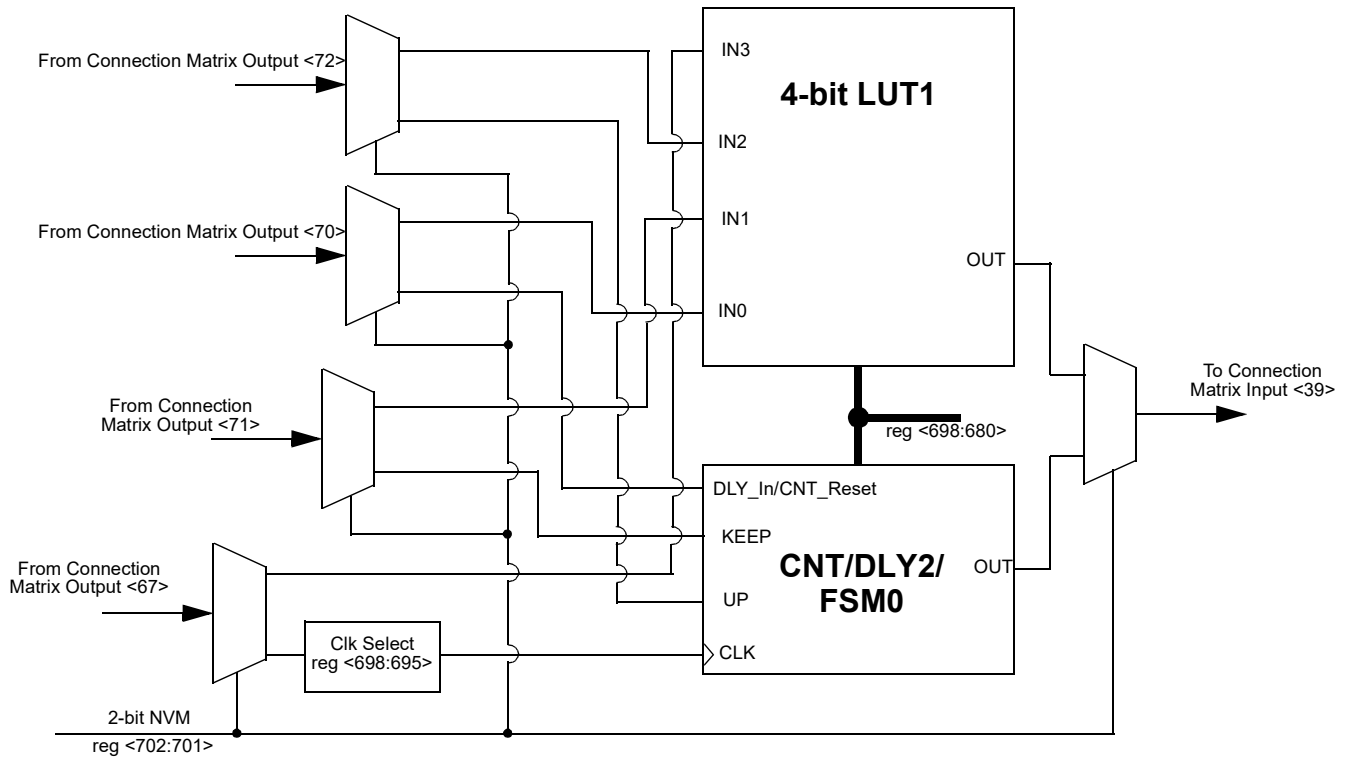 From Connection Matrix Output <72>
IN3
4-bit LUT1
IN2
From Connection Matrix Output <70>
IN1
OUT
IN0
To Connection
Matrix Input <39>
From Connection
Matrix Output <71>
reg <698:680>
DLY_In/CNT_Reset
KEEP
CNT/DLY2/
FSM0
OUT
From Connection
Matrix Output <67>
UP
Clk Select
reg <698:695>
CLK
2-bit NVM
reg <702:701>